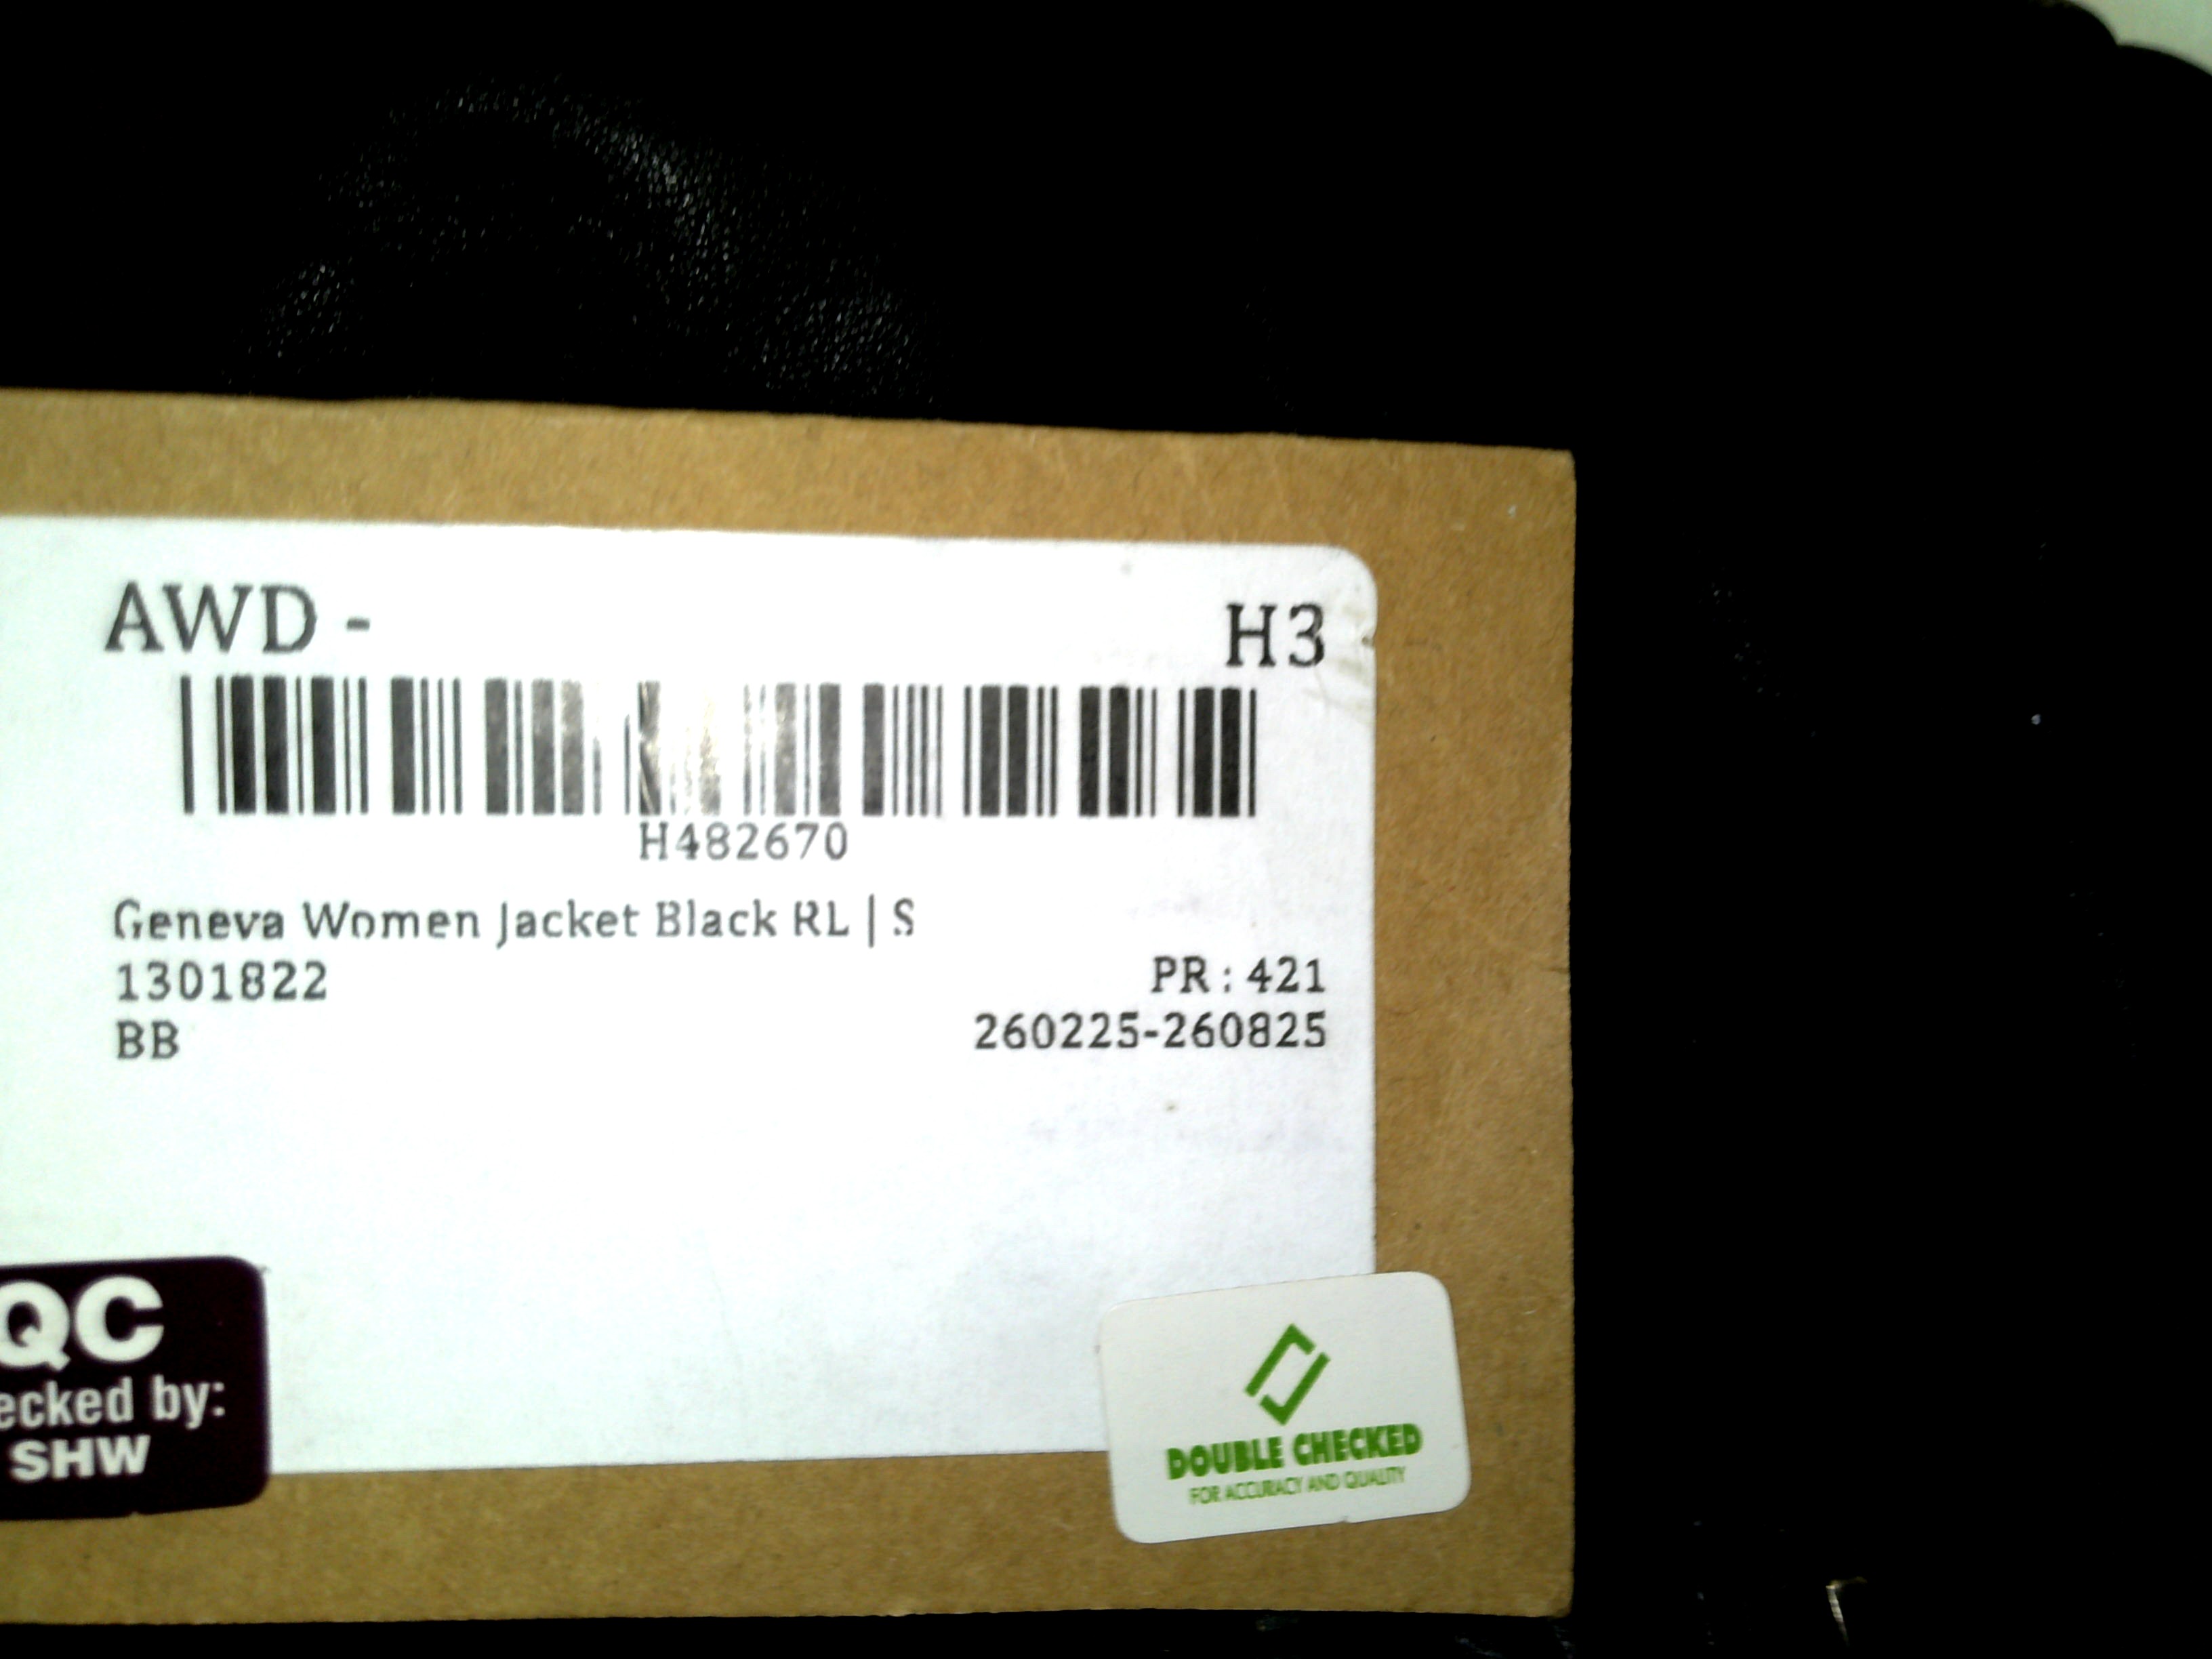 AWD - H3
H482670
Geneva Women Jacket Black RL | S
1301822 PR : 421
BB 260225-260825
QC
ecked by:
SHW
DOUBLE CHECKED
FOR ACCURACY AND QUALITY